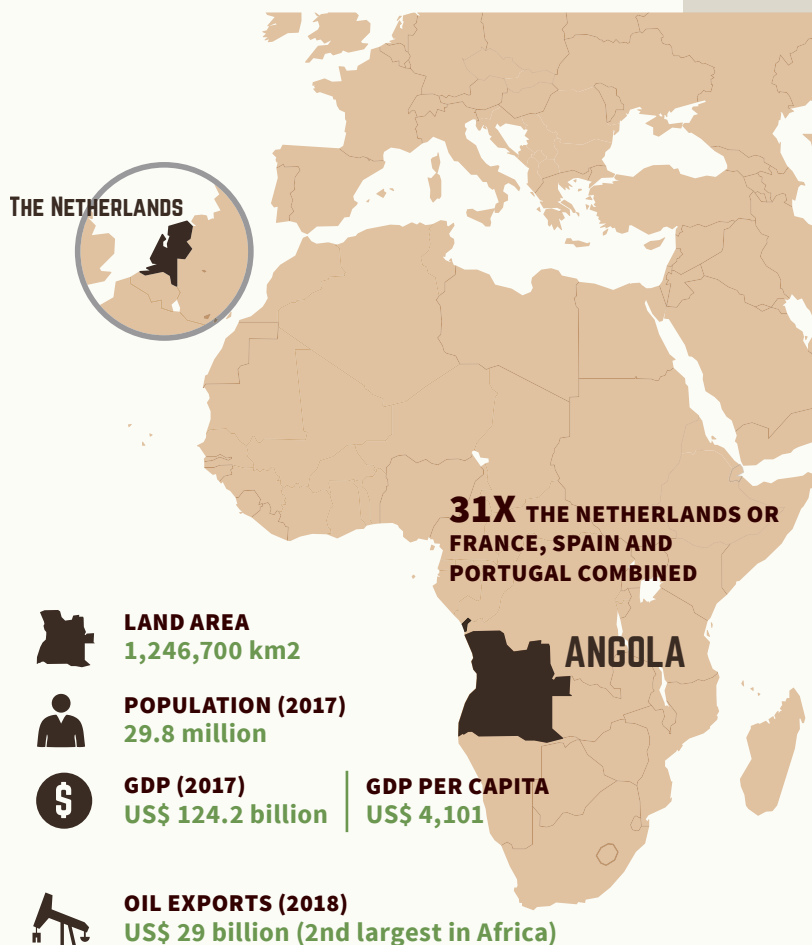 THE NETHERLANDS
31X THE NETHERLANDS OR
FRANCE, SPAIN AND
PORTUGAL COMBINED
ANGOLA
LAND AREA
1,246,700 km2
POPULATION (2017)
29.8 million
$
GDP (2017)
US$ 124.2 billion
GDP PER CAPITA
US$ 4,101
OIL EXPORTS (2018)
US$ 29 billion (2nd largest in Africa)